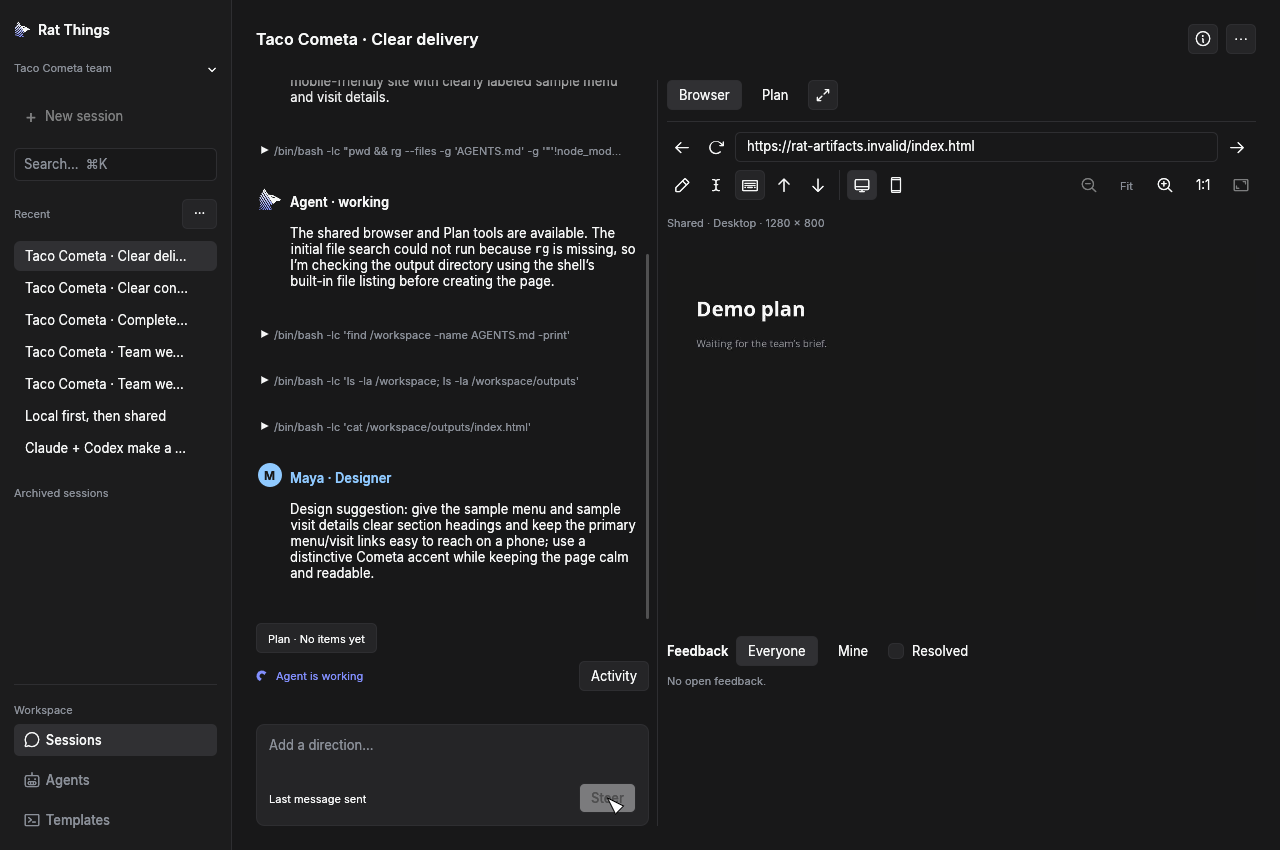 Rat Things
Taco Cometa team
+ New session
Search... ⌘K
Recent
...
Taco Cometa · Clear deli...
Taco Cometa · Clear con...
Taco Cometa · Complete...
Taco Cometa · Team we...
Taco Cometa · Team we...
Local first, then shared
Claude + Codex make a ...
Archived sessions
Workspace
Sessions
Agents
Templates
Taco Cometa · Clear delivery
mobile-friendly site with clearly labeled sample menu
and visit details.
/bin/bash -lc "pwd && rg --files -g 'AGENTS.md' -g '"'!node_mod...
Agent · working
The shared browser and Plan tools are available. The
initial file search could not run because rg is missing, so
I'm checking the output directory using the shell's
built-in file listing before creating the page.
/bin/bash -lc 'find /workspace -name AGENTS.md -print'
/bin/bash -lc 'ls -la /workspace; ls -la /workspace/outputs'
/bin/bash -lc 'cat /workspace/outputs/index.html'
M
Maya · Designer
Design suggestion: give the sample menu and sample
visit details clear section headings and keep the primary
menu/visit links easy to reach on a phone; use a
distinctive Cometa accent while keeping the page calm
and readable.
Plan · No items yet
Agent is working
Activity
Add a direction...
Last message sent
Steer
Browser
Plan
https://rat-artifacts.invalid/index.html
Fit
1:1
Shared · Desktop · 1280 × 800
Demo plan
Waiting for the team's brief.
Feedback
Everyone
Mine
Resolved
No open feedback.